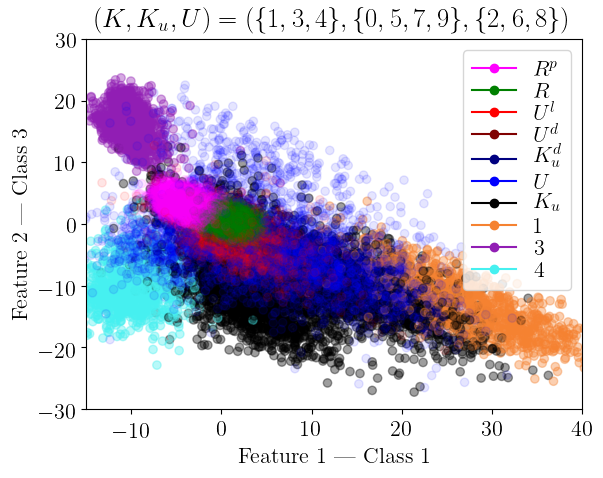 (K, K_u, U) = ({1, 3, 4}, {0, 5, 7, 9}, {2, 6, 8})
30
20
10
0
−10
−20
−30
Feature 2 — Class 3
R^p
R
U^l
U^d
K_u^d
U
K_u
1
3
4
−10
0
10
20
30
40
Feature 1 — Class 1